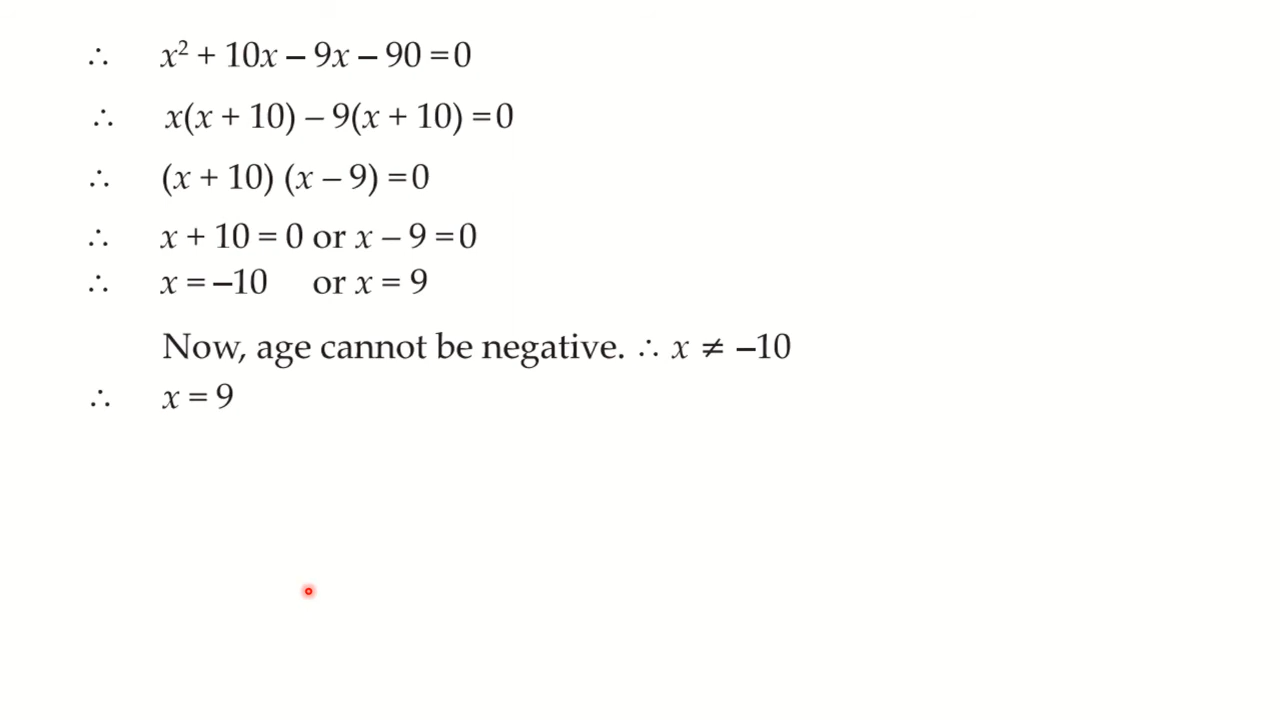 ∴ x² + 10x – 9x – 90 = 0
∴ x(x + 10) – 9(x + 10) = 0
∴ (x + 10) (x – 9) = 0
∴ x + 10 = 0 or x – 9 = 0
∴ x = –10 or x = 9
Now, age cannot be negative. ∴ x ≠ –10
∴ x = 9